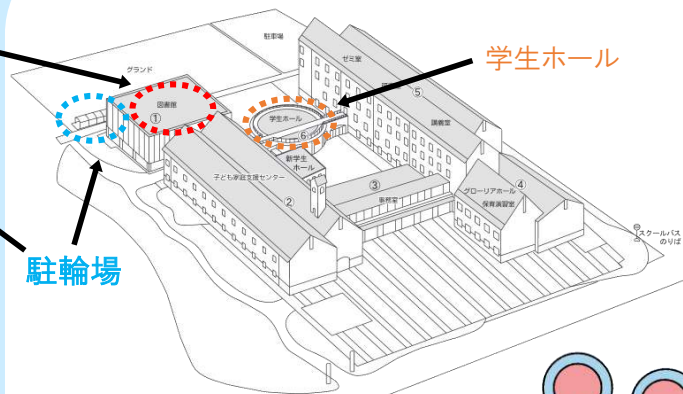 駐車場
グランド
ゼミ室
学生ホール
図書館
①
⑤
講義室
学生ホール
⑥
新学生
ホール
子ども家庭支援センター
②
③
事務室
グローリアホール
④
保育演習室
スクールバス
のりば
駐輪場